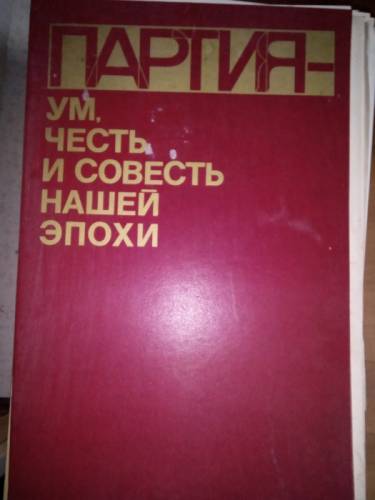 ПАРТИЯ–
УМ,
ЧЕСТЬ
И СОВЕСТЬ
НАШЕЙ
ЭПОХИ